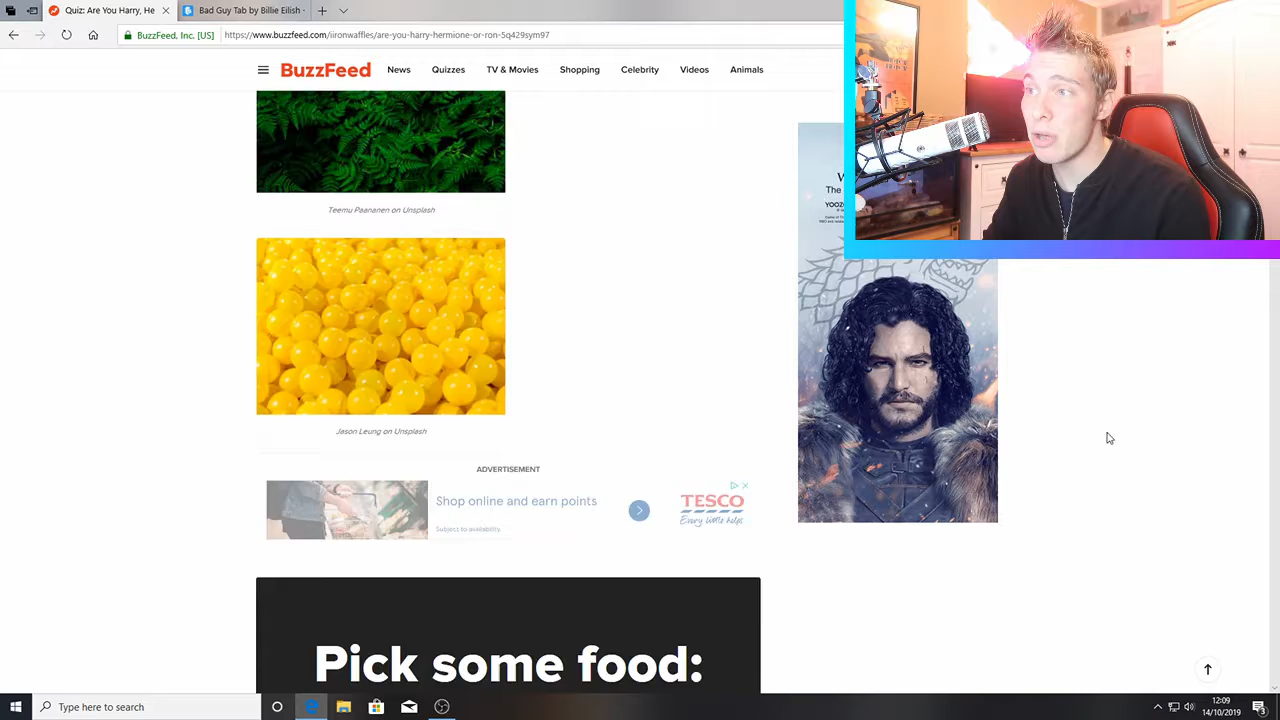 Quiz: Are You Harry, He
Bad Guy Tab by Billie Eilish -
BuzzFeed, Inc. [US] https://www.buzzfeed.com/iironwaffles/are-you-harry-hermione-or-ron-5q429sym97
BuzzFeed News Quizzes TV & Movies Shopping Celebrity Videos Animals
Teemu Paananen on Unsplash
Jason Leung on Unsplash
ADVERTISEMENT
Shop online and earn points
Subject to availability.
TESCO
Every little helps
Pick some food:
Type here to search
12:09
14/10/2019